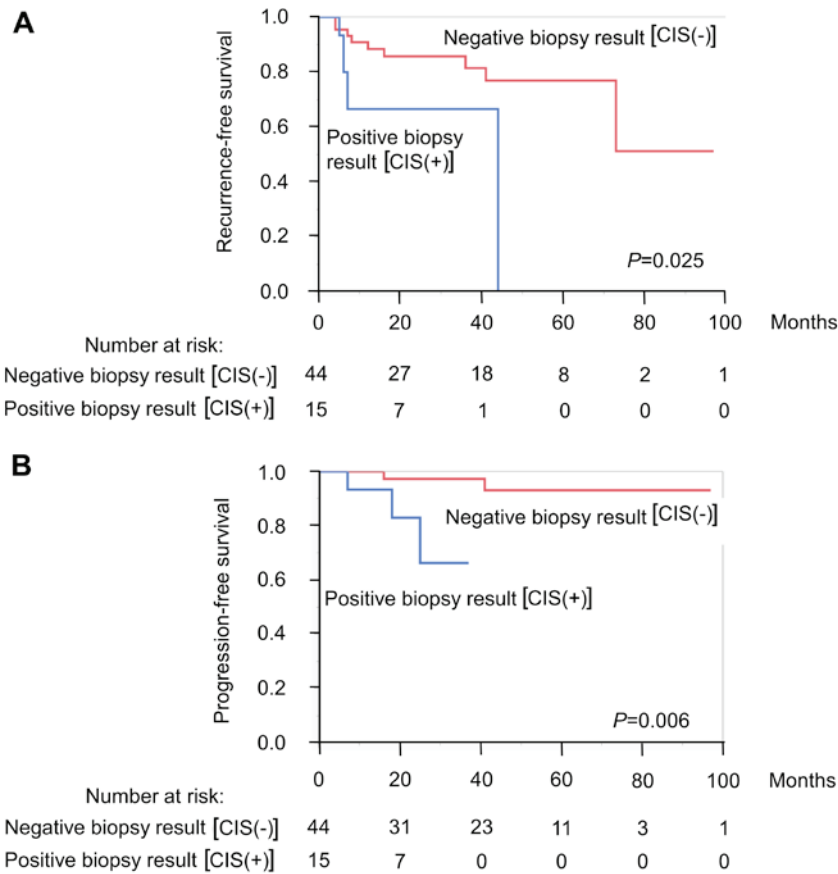 A
Recurrence-free survival
1.0
0.8
0.6
0.4
0.2
0.0
Negative biopsy result [CIS(-)]
Positive biopsy
result [CIS(+)]
P=0.025
0 20 40 60 80 100 Months
Number at risk:
Negative biopsy result [CIS(-)] 44 27 18 8 2 1
Positive biopsy result [CIS(+)] 15 7 1 0 0 0
B
Progression-free survival
1.0
0.8
0.6
0.4
0.2
0.0
Negative biopsy result [CIS(-)]
Positive biopsy result [CIS(+)]
P=0.006
0 20 40 60 80 100 Months
Number at risk:
Negative biopsy result [CIS(-)] 44 31 23 11 3 1
Positive biopsy result [CIS(+)] 15 7 0 0 0 0